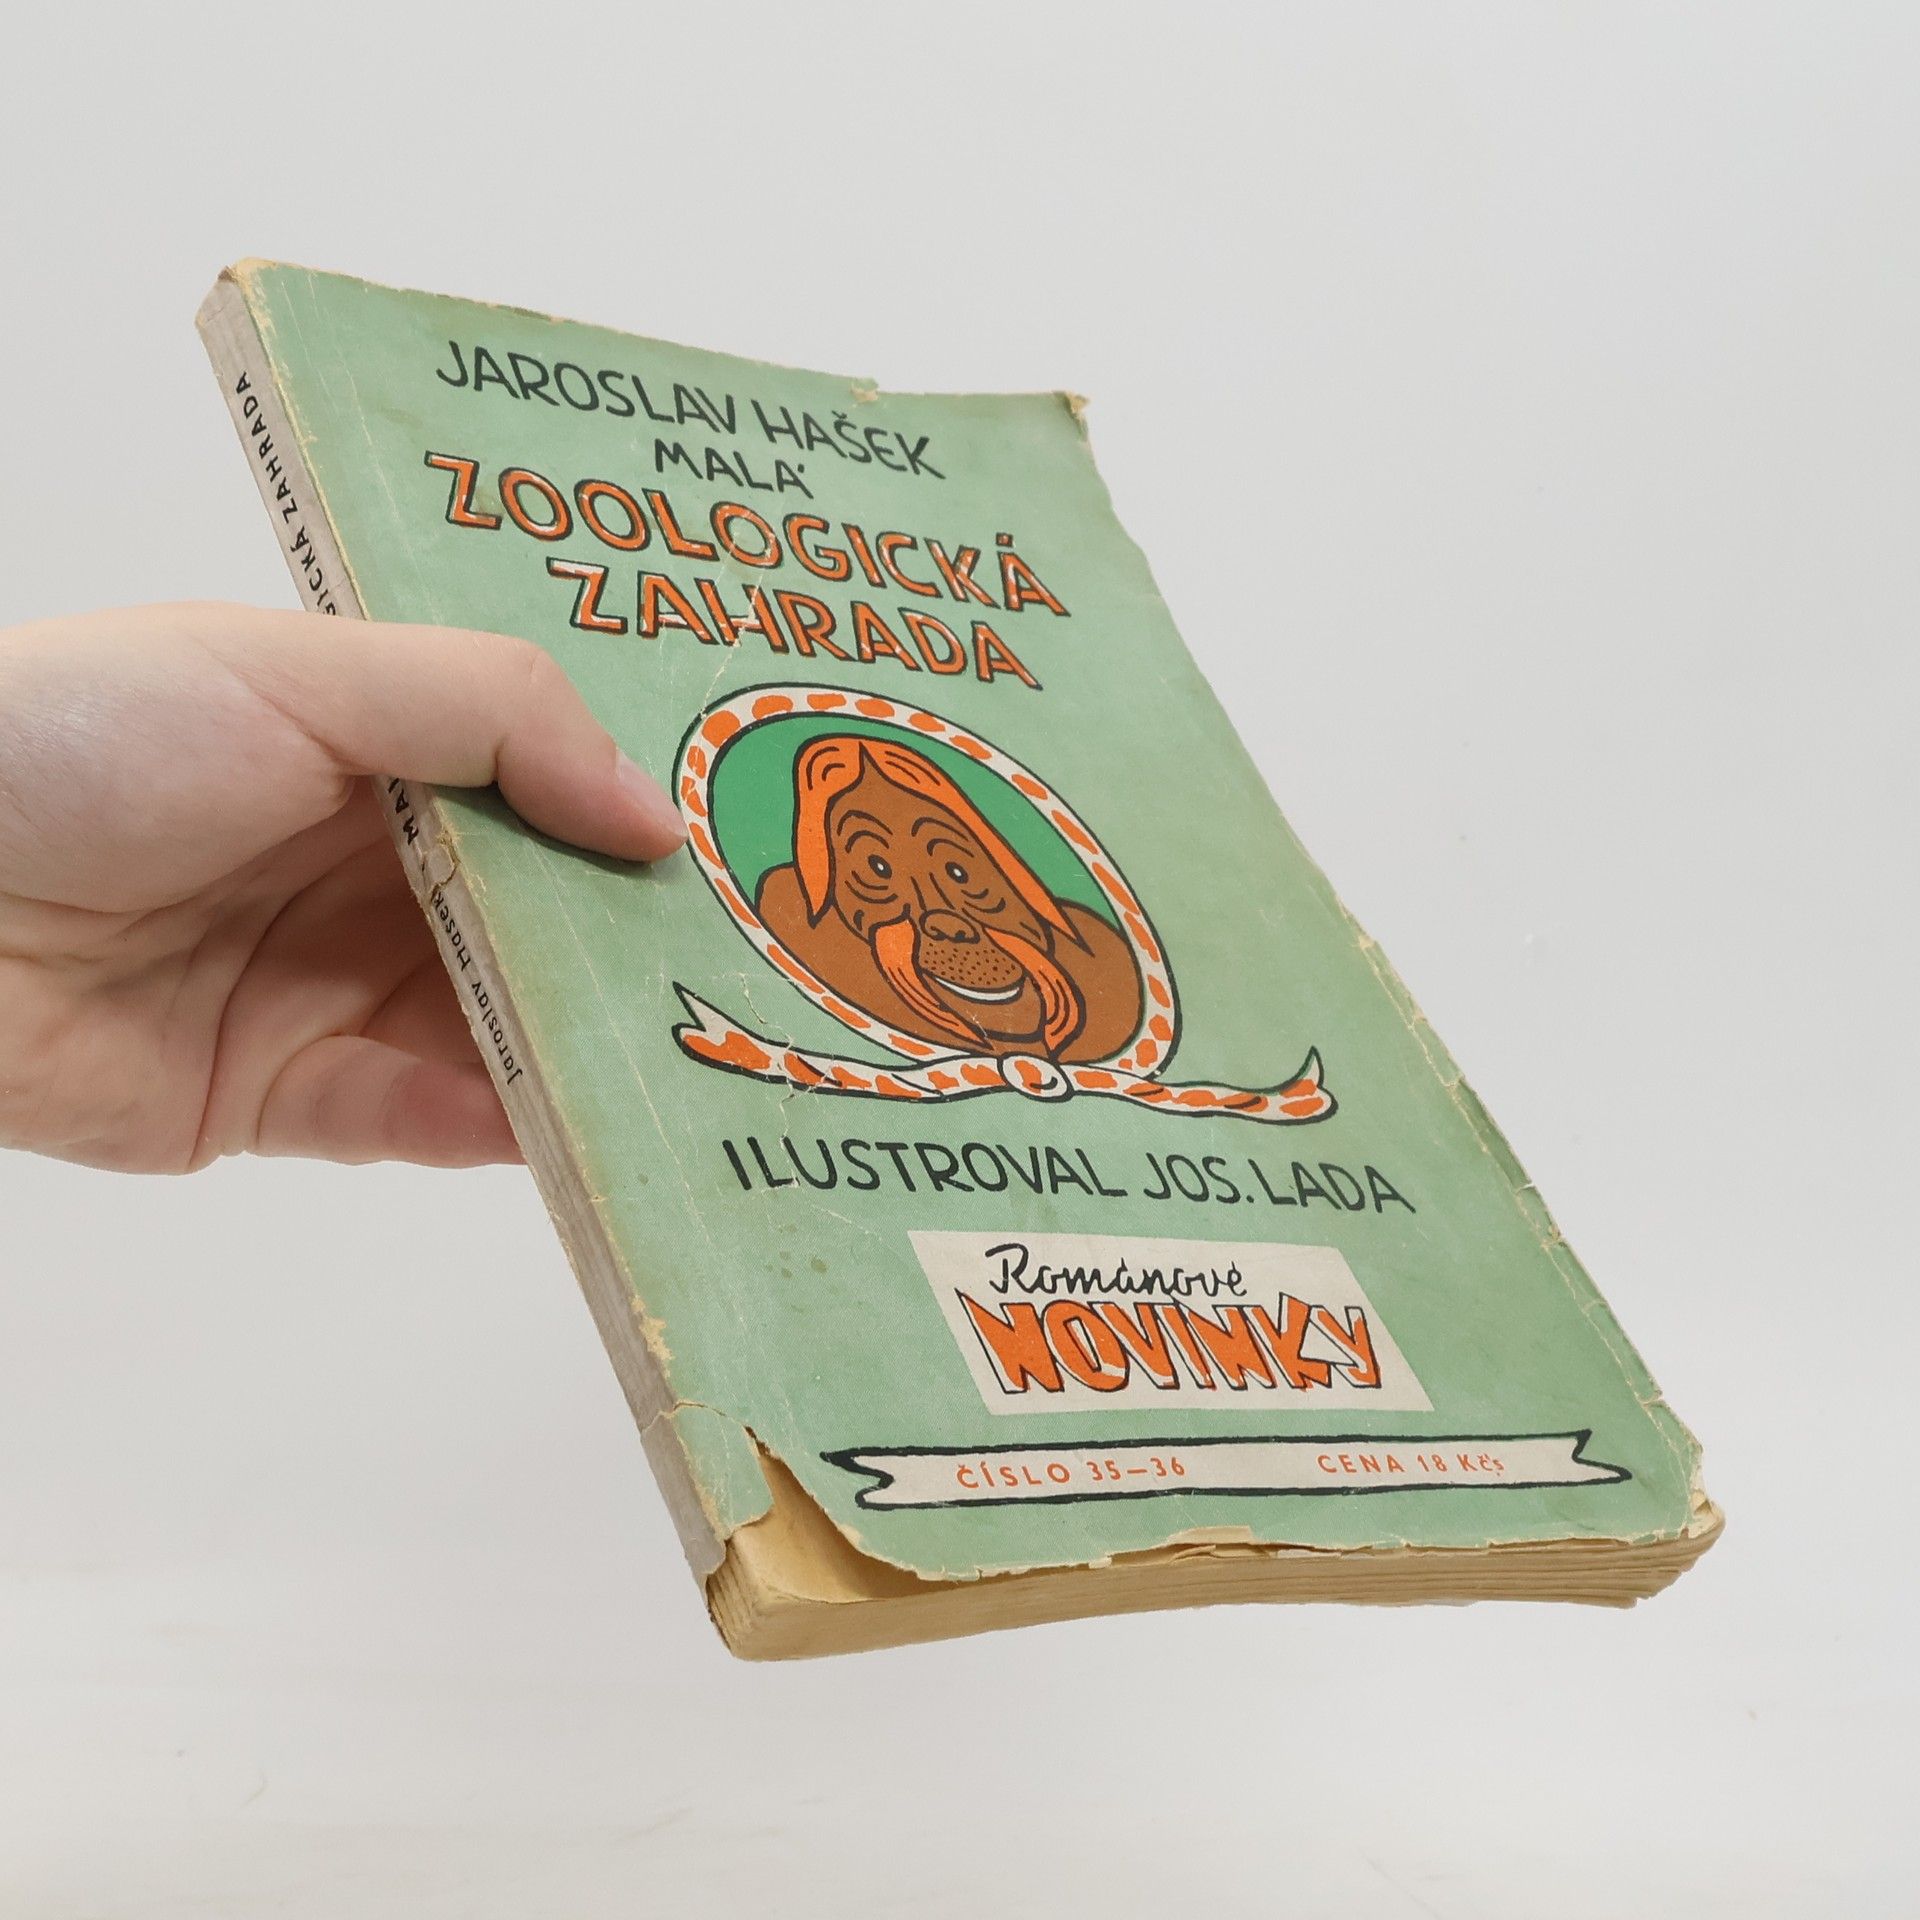 JAROSLAV HAŠEK
MALÁ
ZOOLOGICKÁ
ZAHRADA
ILUSTROVAL JOS. LADA
Románové
NOVINKY
ČÍSLO 35—36
CENA 18 Kčs
Jaroslav Hašek
ZAHRADA